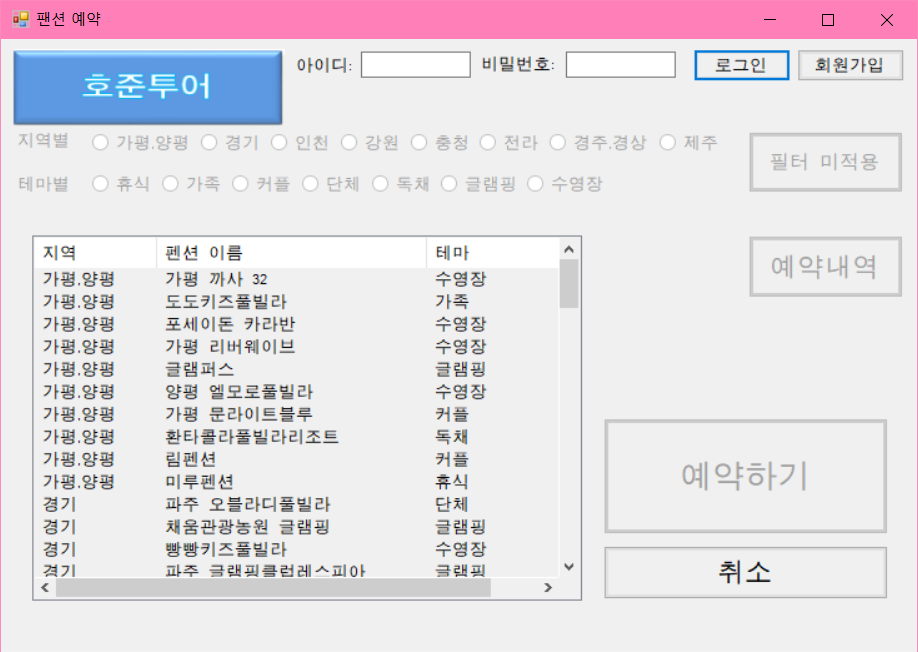 팬션 예약
호준투어
아이디: 비밀번호: 로그인 회원가입
지역별 가평.양평 경기 인천 강원 충청 전라 경주.경상 제주
필터 미적용
테마별 휴식 가족 커플 단체 독채 글램핑 수영장
예약내역
지역 펜션 이름 테마
가평.양평 가평 까사 32 수영장
가평.양평 도도키즈풀빌라 가족
가평.양평 포세이돈 카라반 수영장
가평.양평 가평 리버웨이브 수영장
가평.양평 글램퍼스 글램핑
가평.양평 양평 엘모로풀빌라 수영장
가평.양평 가평 문라이트블루 커플
가평.양평 환타콜라풀빌라리조트 독채
가평.양평 림펜션 커플
가평.양평 미루펜션 휴식
경기 파주 오블라디풀빌라 단체
경기 채움관광농원 글램핑 글램핑
경기 빵빵키즈풀빌라 수영장
경기 파주 글램핑클럽레스피아 글램핑
예약하기
취소